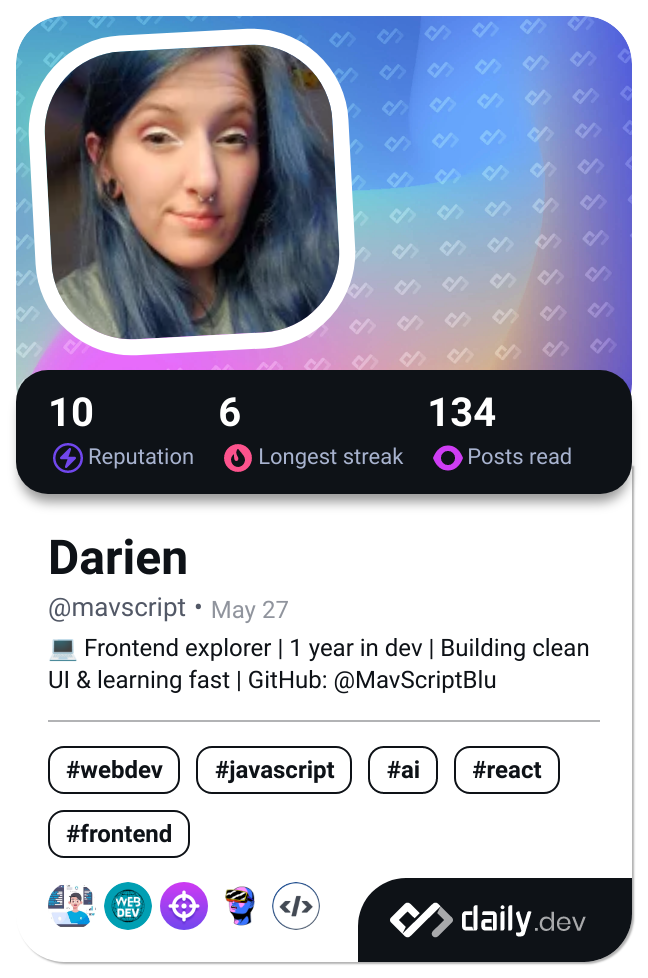 10 6 134
Reputation Longest streak Posts read
Darien
@mavscript • May 27
💻 Frontend explorer | 1 year in dev | Building clean
UI & learning fast | GitHub: @MavScriptBlu
#webdev #javascript #ai #react
#frontend
WEB
DEV
</>
daily.dev